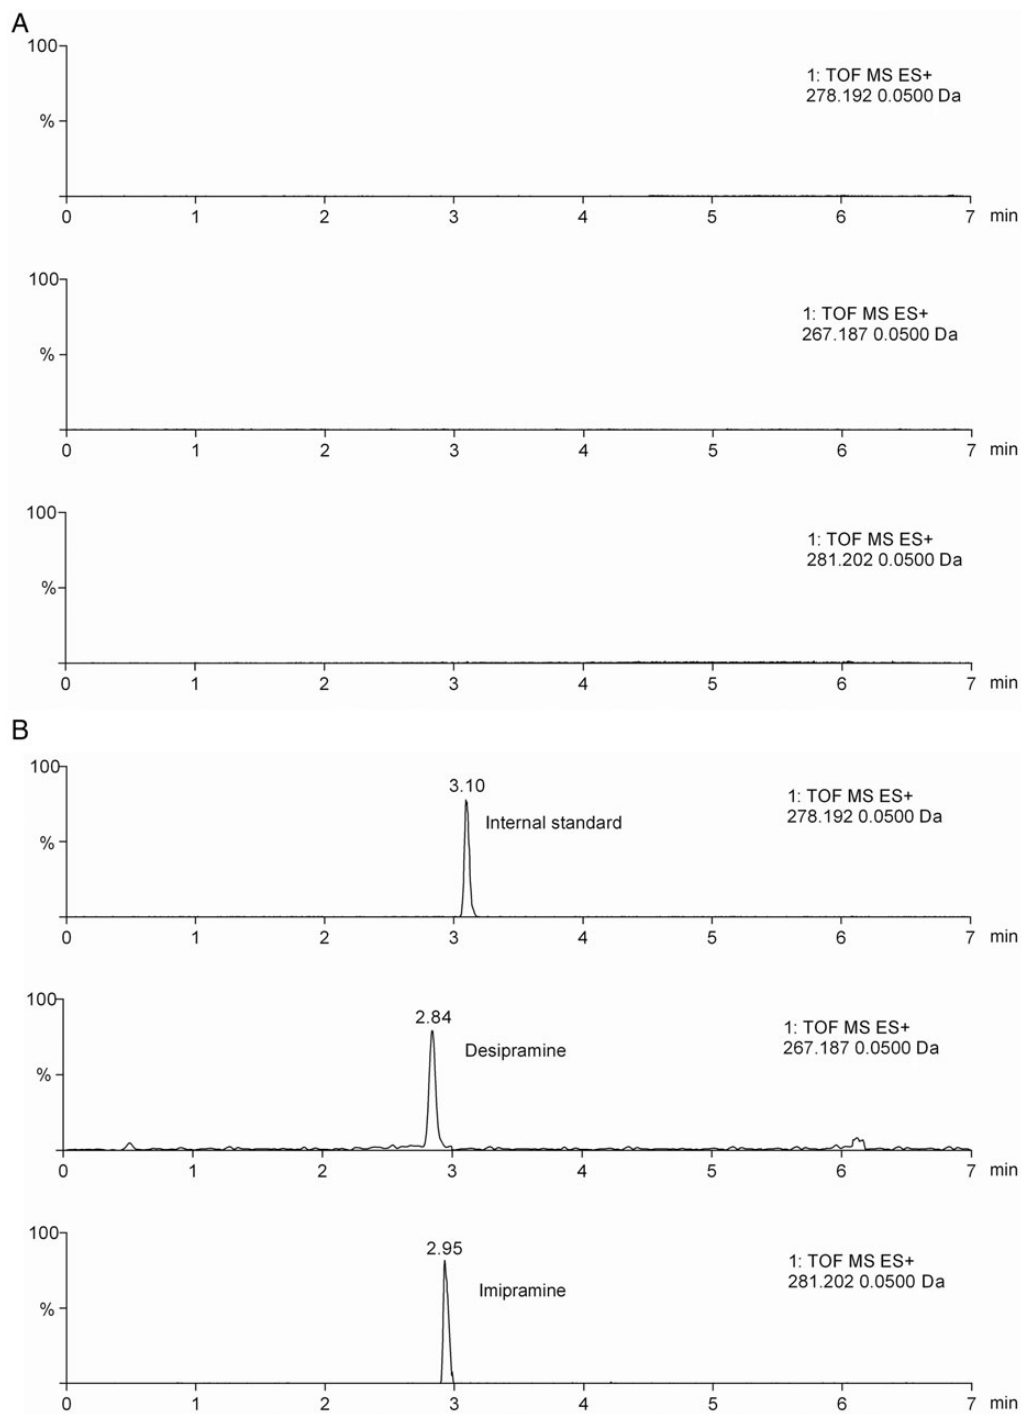 A
100
1: TOF MS ES+
278.192 0.0500 Da
%
0 1 2 3 4 5 6 7 min
100
1: TOF MS ES+
267.187 0.0500 Da
%
0 1 2 3 4 5 6 7 min
100
1: TOF MS ES+
281.202 0.0500 Da
%
0 1 2 3 4 5 6 7 min
B
100
3.10
1: TOF MS ES+
278.192 0.0500 Da
Internal standard
%
0 1 2 3 4 5 6 7 min
100
2.84
1: TOF MS ES+
267.187 0.0500 Da
Desipramine
%
0 1 2 3 4 5 6 7 min
100
2.95
1: TOF MS ES+
281.202 0.0500 Da
Imipramine
%
0 1 2 3 4 5 6 7 min